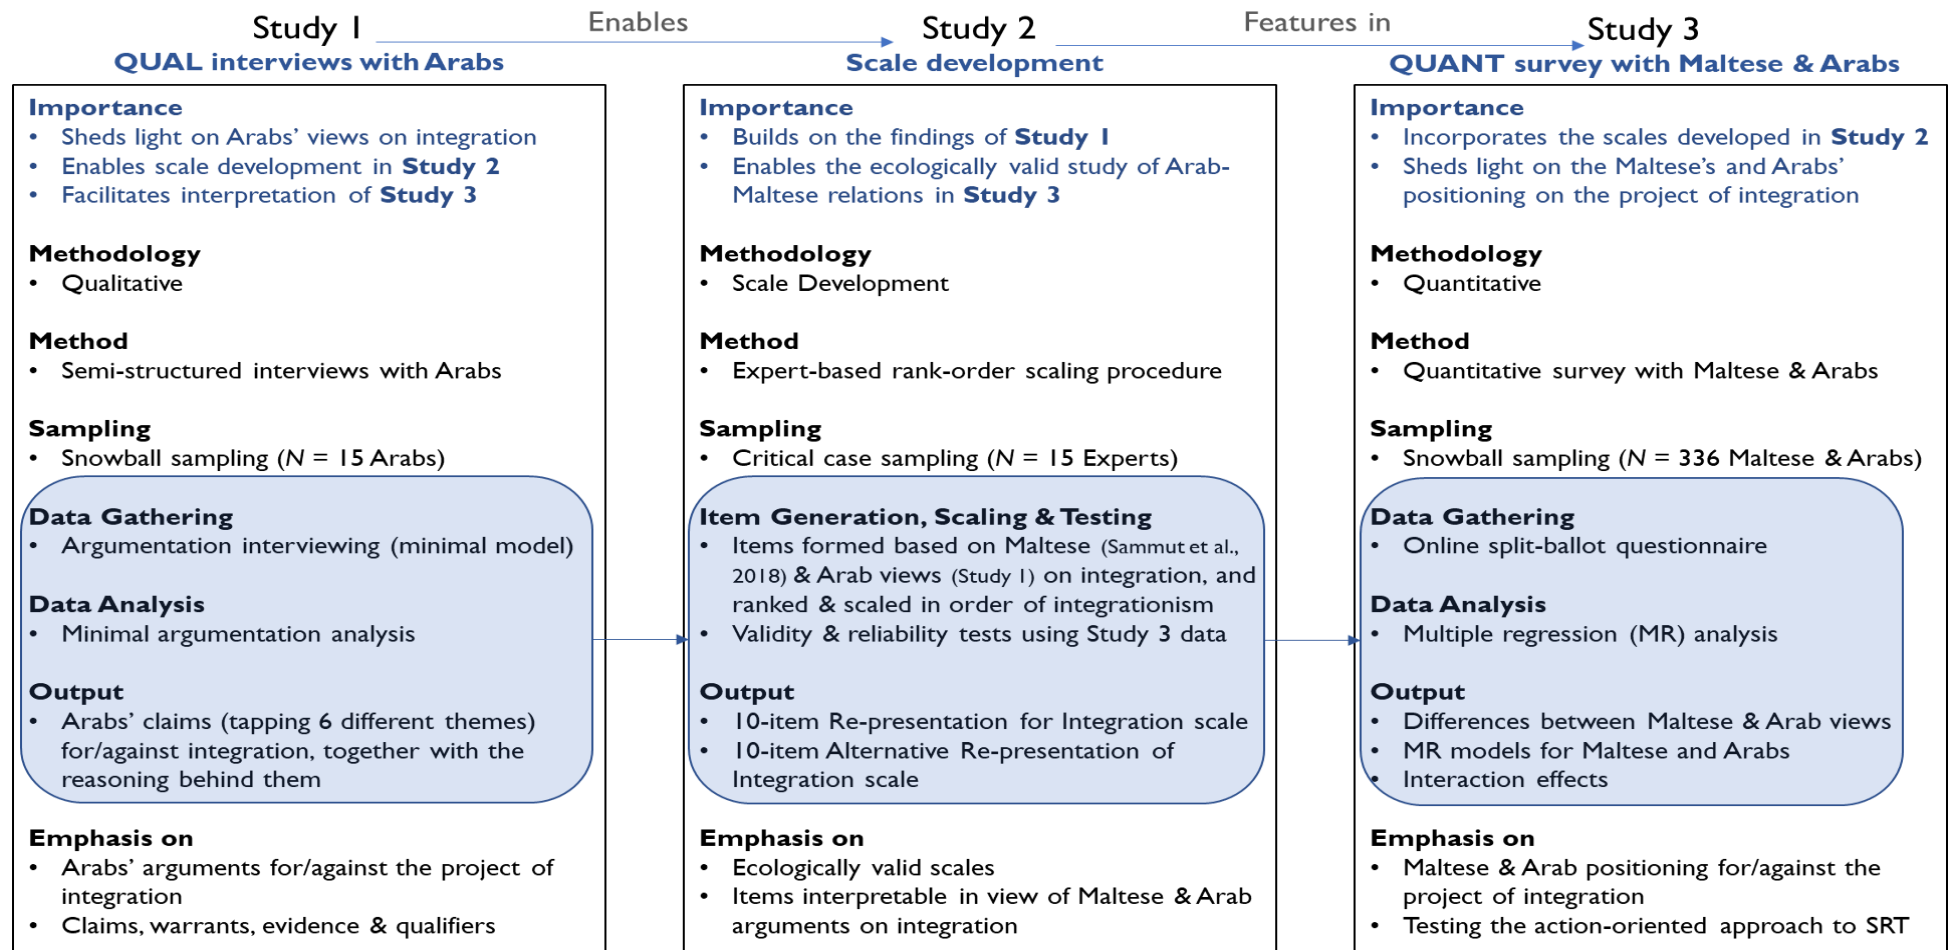 Study 1
Enables
Study 2
Features in
Study 3
QUAL interviews with Arabs
Scale development
QUANT survey with Maltese & Arabs
Importance
• Sheds light on Arabs’ views on integration
• Enables scale development in Study 2
• Facilitates interpretation of Study 3
Methodology
• Qualitative
Method
• Semi-structured interviews with Arabs
Sampling
• Snowball sampling (N = 15 Arabs)
Data Gathering
• Argumentation interviewing (minimal model)
Data Analysis
• Minimal argumentation analysis
Output
• Arabs’ claims (tapping 6 different themes)
for/against integration, together with the
reasoning behind them
Emphasis on
• Arabs’ arguments for/against the project of
integration
• Claims, warrants, evidence & qualifiers
Importance
• Builds on the findings of Study 1
• Enables the ecologically valid study of Arab-
Maltese relations in Study 3
Methodology
• Scale Development
Method
• Expert-based rank-order scaling procedure
Sampling
• Critical case sampling (N = 15 Experts)
Item Generation, Scaling & Testing
• Items formed based on Maltese (Sammut et al.,
2018) & Arab views (Study 1) on integration, and
ranked & scaled in order of integrationism
• Validity & reliability tests using Study 3 data
Output
• 10-item Re-presentation for Integration scale
• 10-item Alternative Re-presentation of
Integration scale
Emphasis on
• Ecologically valid scales
• Items interpretable in view of Maltese & Arab
arguments on integration
Importance
• Incorporates the scales developed in Study 2
• Sheds light on the Maltese’s and Arabs’
positioning on the project of integration
Methodology
• Quantitative
Method
• Quantitative survey with Maltese & Arabs
Sampling
• Snowball sampling (N = 336 Maltese & Arabs)
Data Gathering
• Online split-ballot questionnaire
Data Analysis
• Multiple regression (MR) analysis
Output
• Differences between Maltese & Arab views
• MR models for Maltese and Arabs
• Interaction effects
Emphasis on
• Maltese & Arab positioning for/against the
project of integration
• Testing the action-oriented approach to SRT